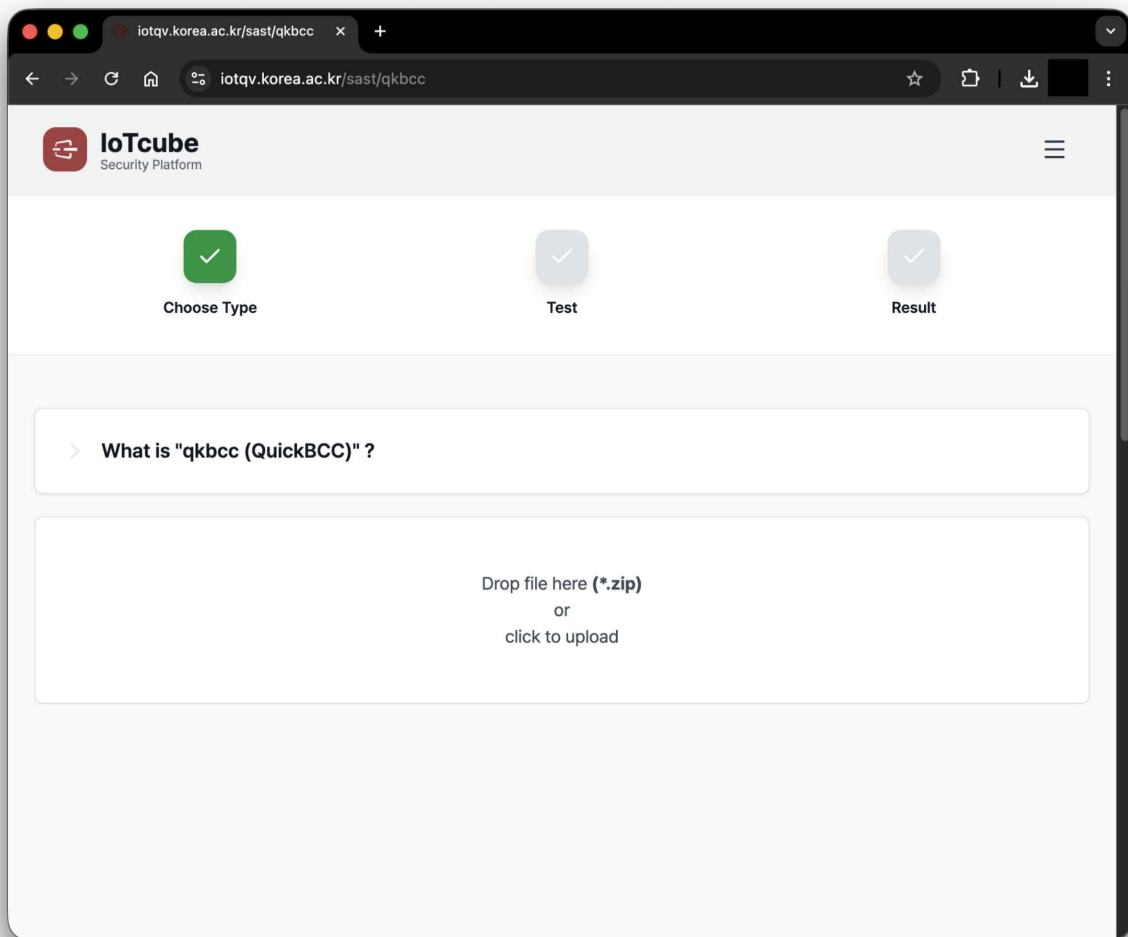 iotqv.korea.ac.kr/sast/qkbcc
iotqv.korea.ac.kr/sast/qkbcc
IoTcube
Security Platform
Choose Type
Test
Result
What is "qkbcc (QuickBCC)" ?
Drop file here (*.zip)
or
click to upload